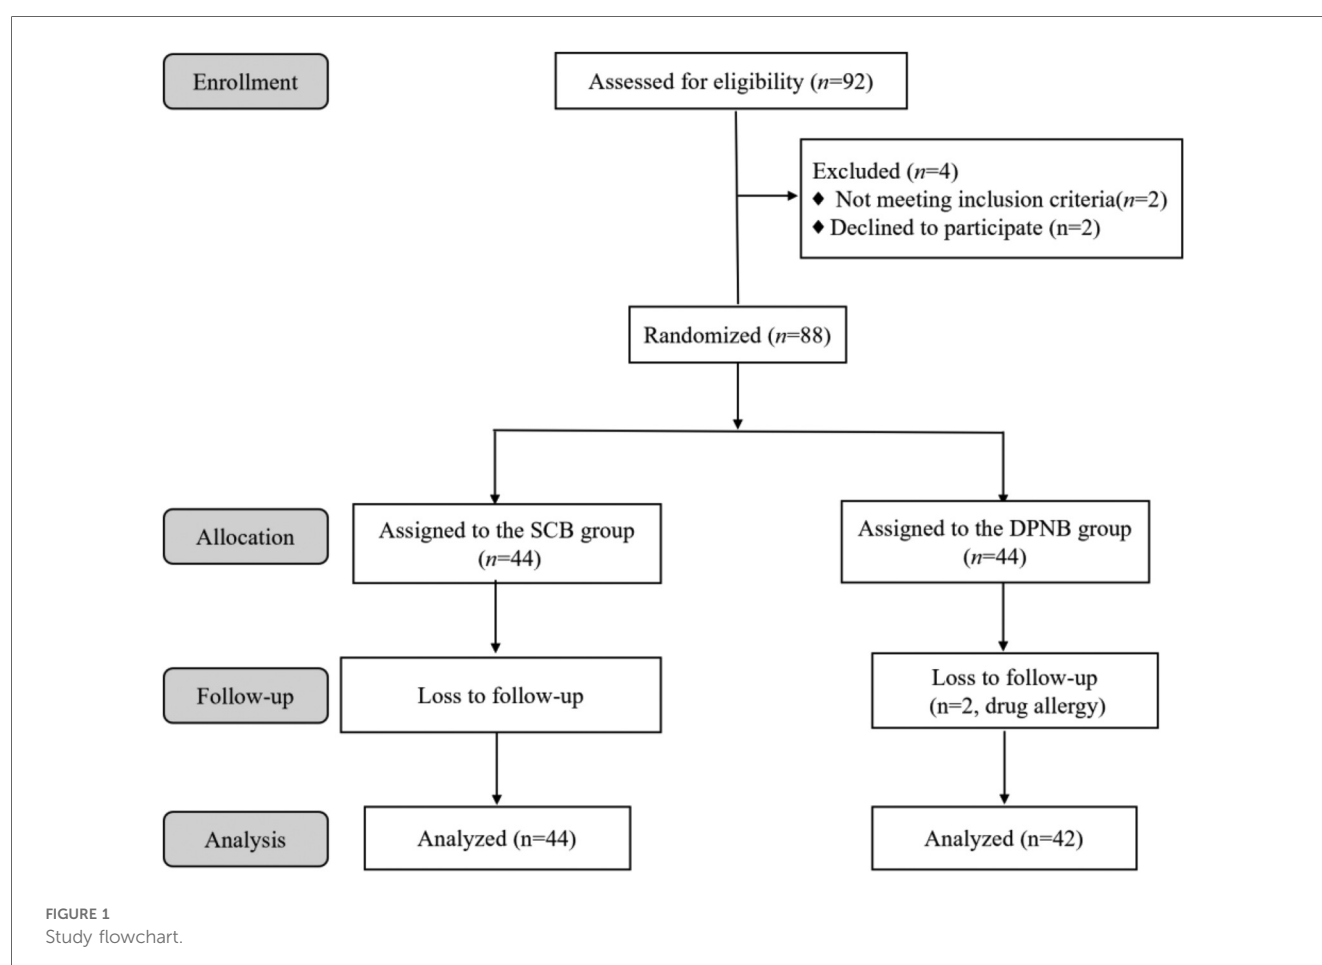 Enrollment
Assessed for eligibility (n=92)
Excluded (n=4)
♦ Not meeting inclusion criteria(n=2)
♦ Declined to participate (n=2)
Randomized (n=88)
Allocation
Assigned to the SCB group
(n=44)
Assigned to the DPNB group
(n=44)
Follow-up
Loss to follow-up
Loss to follow-up
(n=2, drug allergy)
Analysis
Analyzed (n=44)
Analyzed (n=42)
FIGURE 1
Study flowchart.